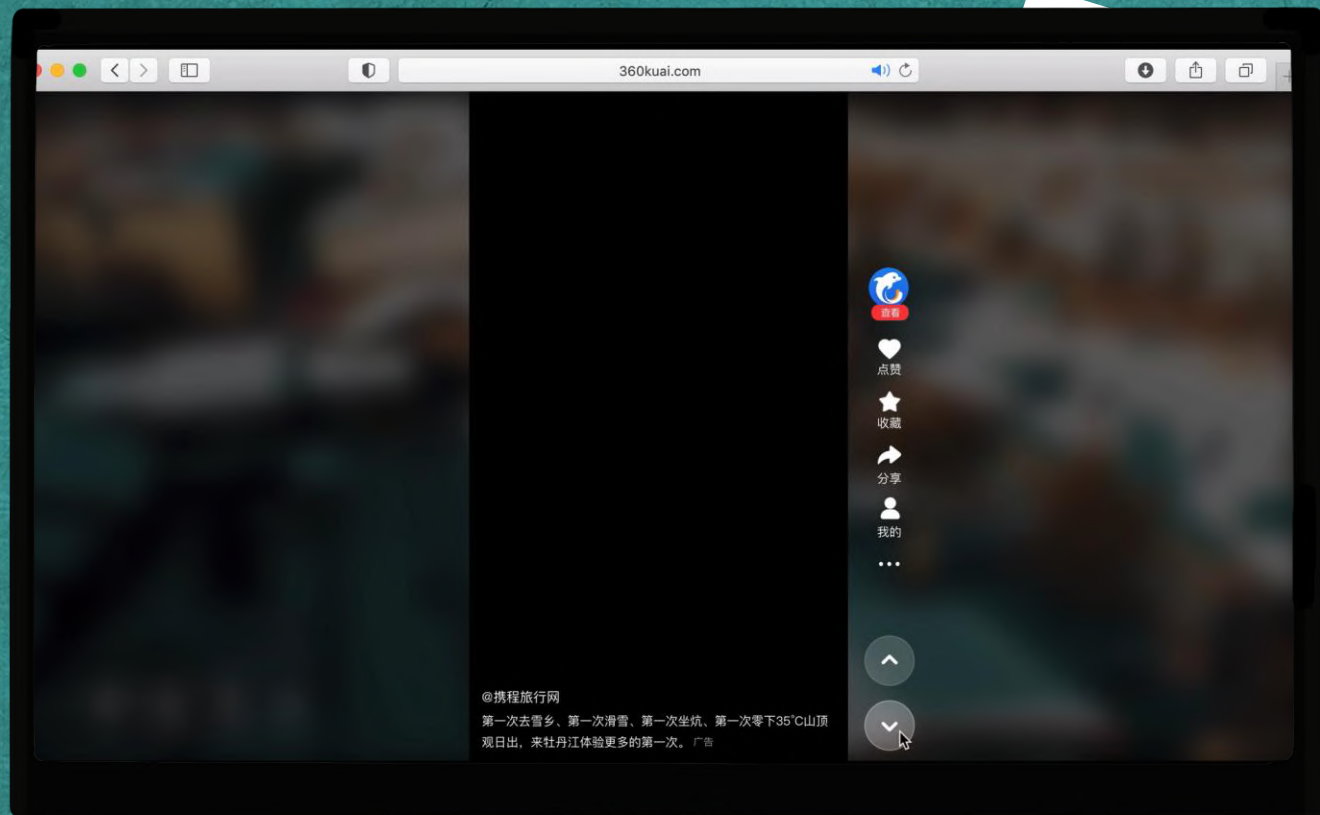 360kuai.com
查看
点赞
收藏
分享
我的
@携程旅行网
第一次去雪乡、第一次滑雪、第一次坐炕、第一次零下35℃山顶
观日出，来牡丹江体验更多的第一次。 广告